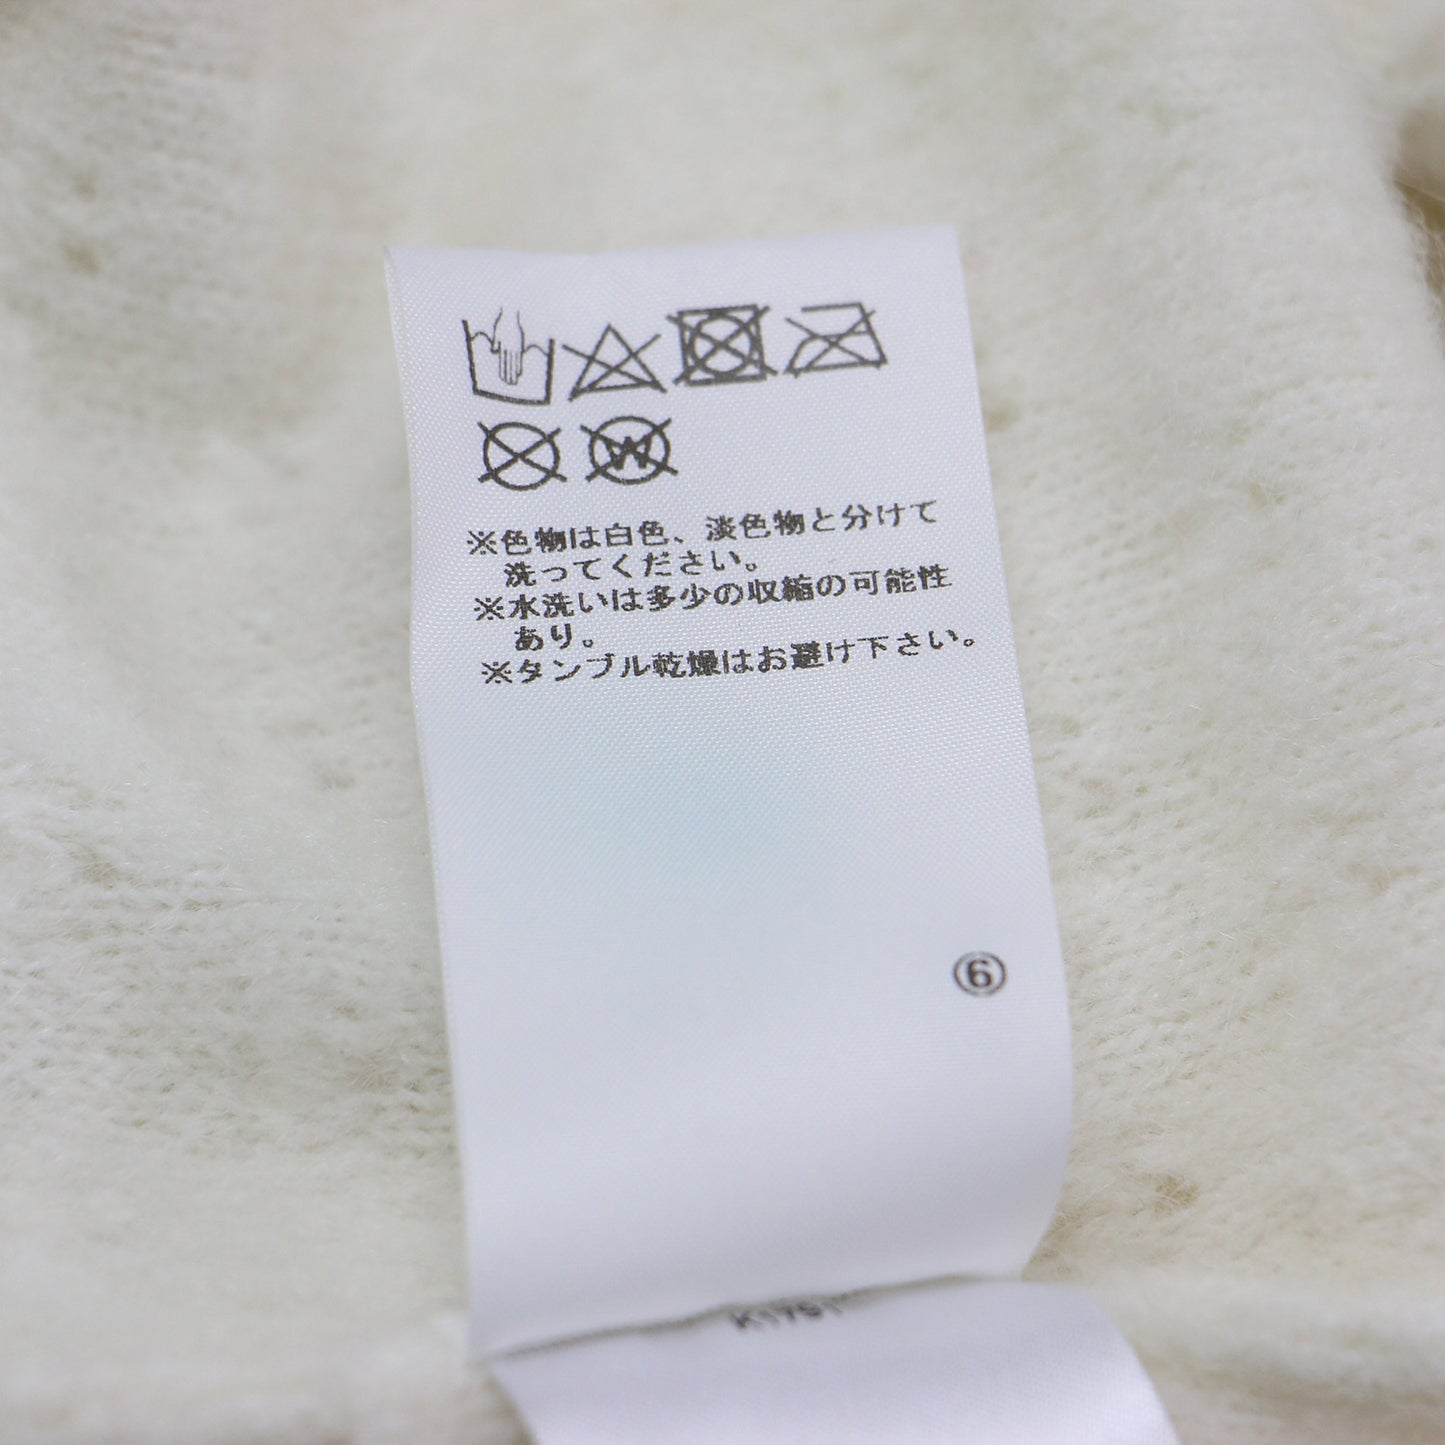 ※色物は白色、淡色物と分けて
洗ってください。
※水洗いは多少の収縮の可能性
あり。
※タンブル乾燥はお避け下さい。
⑥
K1791